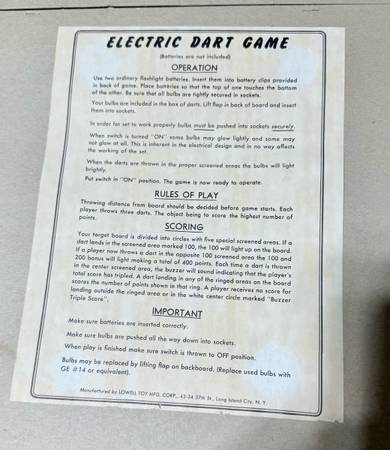 ELECTRIC DART GAME
(Batteries are not included)
OPERATION
Use two ordinary flashlight batteries. Insert them into battery clips provided
in back of game. Place batteries so that the top of one touches the bottom
of the other. Be sure that all bulbs are tightly secured in sockets.
Your bulbs are included in the box of darts. Lift flap in back of board and insert
them into sockets.
In order for set to work properly bulbs must be pushed into sockets securely.
When switch is turned "ON" some bulbs may glow lightly and some may
not glow at all. This is inherent in the electrical design and in no way affects
the working of the set.
When the darts are thrown in the proper screened areas the bulbs will light
brightly.
Put switch in "ON" position. The game is now ready to operate.
RULES OF PLAY
Throwing distance from board should be decided before game starts. Each
player throws three darts. The object being to score the highest number of
points.
SCORING
Your target board is divided into circles with five special screened areas. If a
dart lands in the screened area marked 100, the 100 will light up on the board.
If a player now throws a dart in the opposite 100 screened area the 100 and
200 bonus will light making a total of 400 points. Each time a dart is thrown
in the center screened area, the buzzer will sound indicating that the player's
total score has tripled. A dart landing in any of the ringed areas on the board
scores the number of points shown in that ring. A player receives no score for
landing outside the ringed area or in the white center circle marked "Buzzer
Triple Score".
IMPORTANT
Make sure batteries are inserted correctly.
Make sure bulbs are pushed all the way down into sockets.
When play is finished make sure switch is thrown to OFF position.
Bulbs may be replaced by lifting flap on backboard. (Replace used bulbs with
GE #14 or equivalent).
Manufactured by LOWELL TOY MFG. CORP., 43-34 37th St., Long Island City, N. Y.